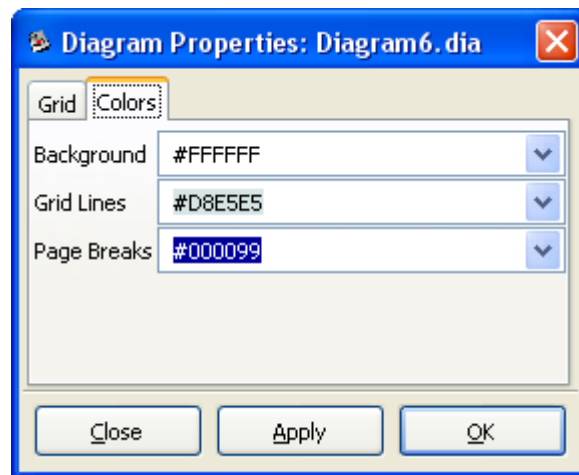 Diagram Properties: Diagram6.dia
Grid Colors
Background #FFFFFF
Grid Lines #D8E5E5
Page Breaks #000099
Close Apply OK